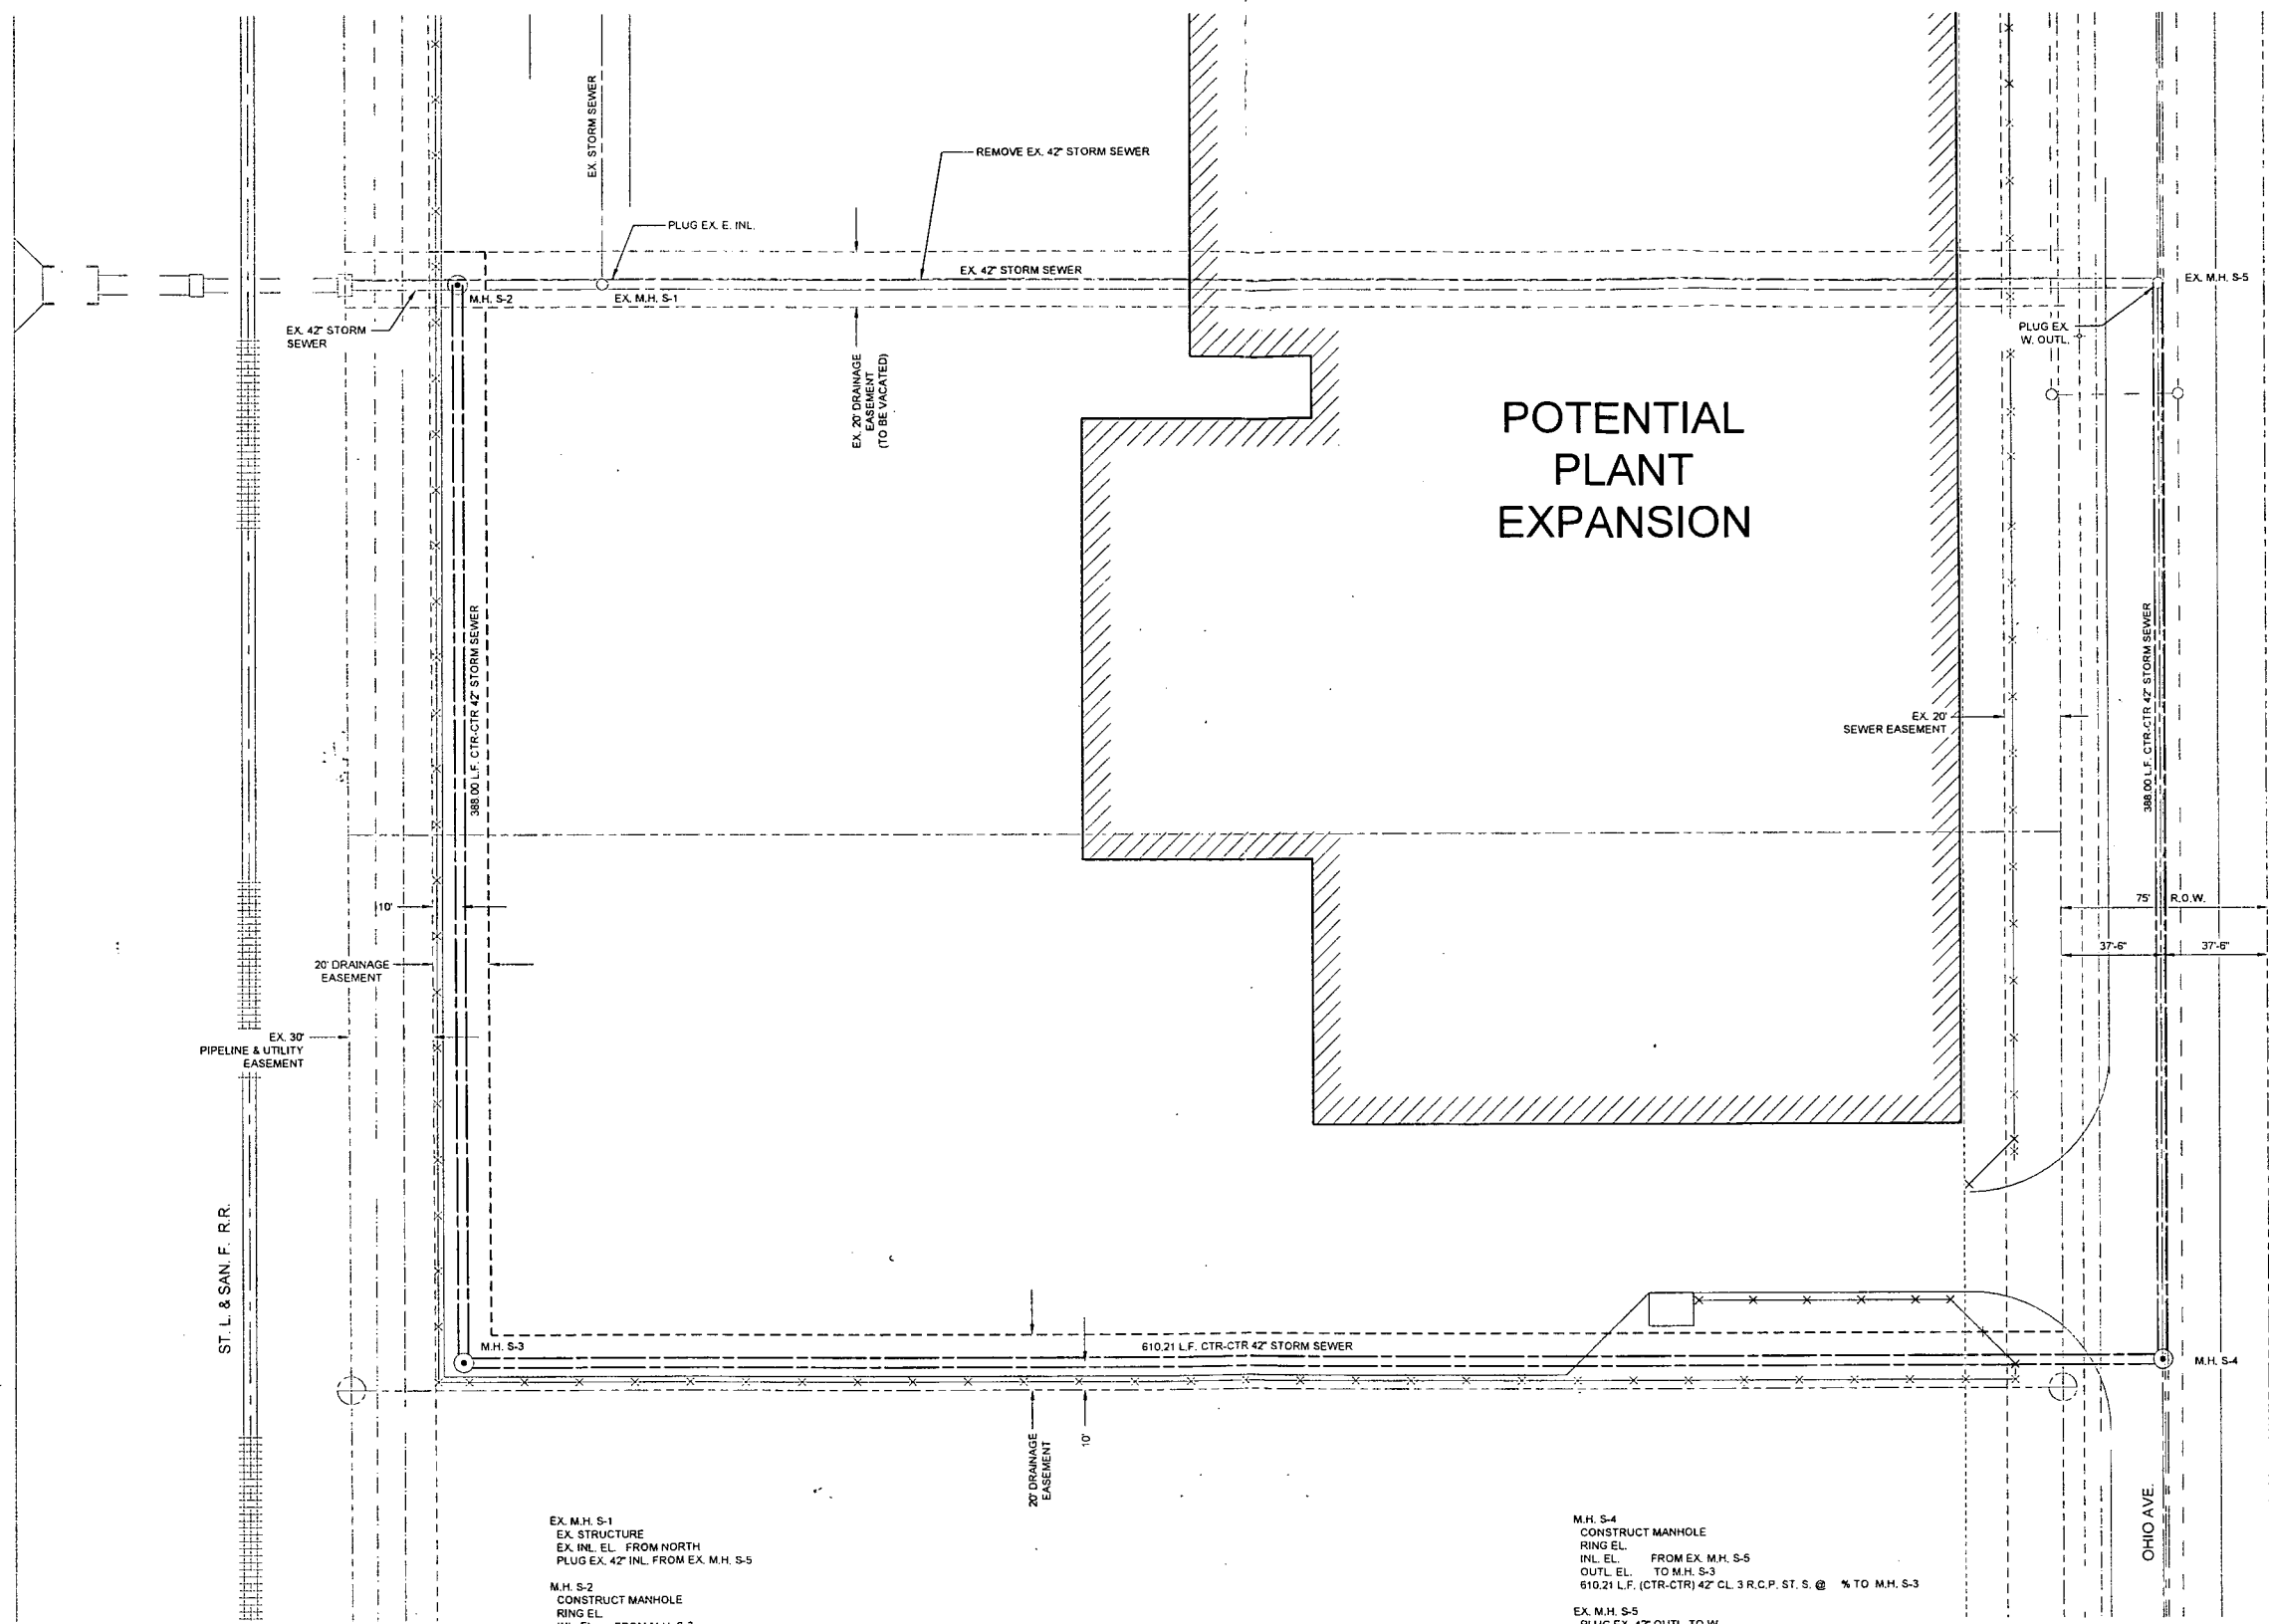 EX. STORM SEWER
REMOVE EX. 42" STORM SEWER
PLUG EX. E. INL.
EX. 42" STORM SEWER
M.H. S-2
EX. M.H. S-1
EX. M.H. S-5
EX. 42" STORM
SEWER
PLUG EX.
W. OUTL.
EX. 20' DRAINAGE
EASEMENT
(TO BE VACATED)
POTENTIAL
PLANT
EXPANSION
388.00 L.F. CTR-CTR 42" STORM SEWER
388.00 L.F. CTR-CTR 42" STORM SEWER
EX. 20'
SEWER EASEMENT
10'
75' R.O.W.
37'-6"
37'-6"
20' DRAINAGE
EASEMENT
EX. 30'
PIPELINE & UTILITY
EASEMENT
ST. L. & SAN. F. R.R.
M.H. S-3
610.21 L.F. CTR-CTR 42" STORM SEWER
M.H. S-4
20' DRAINAGE
EASEMENT
10'
OHIO AVE.
EX. M.H. S-1
EX. STRUCTURE
EX. INL. EL. FROM NORTH
PLUG EX. 42" INL. FROM EX. M.H. S-5
M.H. S-2
CONSTRUCT MANHOLE
RING EL.
M.H. S-4
CONSTRUCT MANHOLE
RING EL.
INL. EL. FROM EX. M.H. S-5
OUTL. EL. TO M.H. S-3
610.21 L.F. (CTR-CTR) 42" CL. 3 R.C.P. ST. S. @ % TO M.H. S-3
EX. M.H. S-5
PLUG EX. 42" OUTL. TO W.